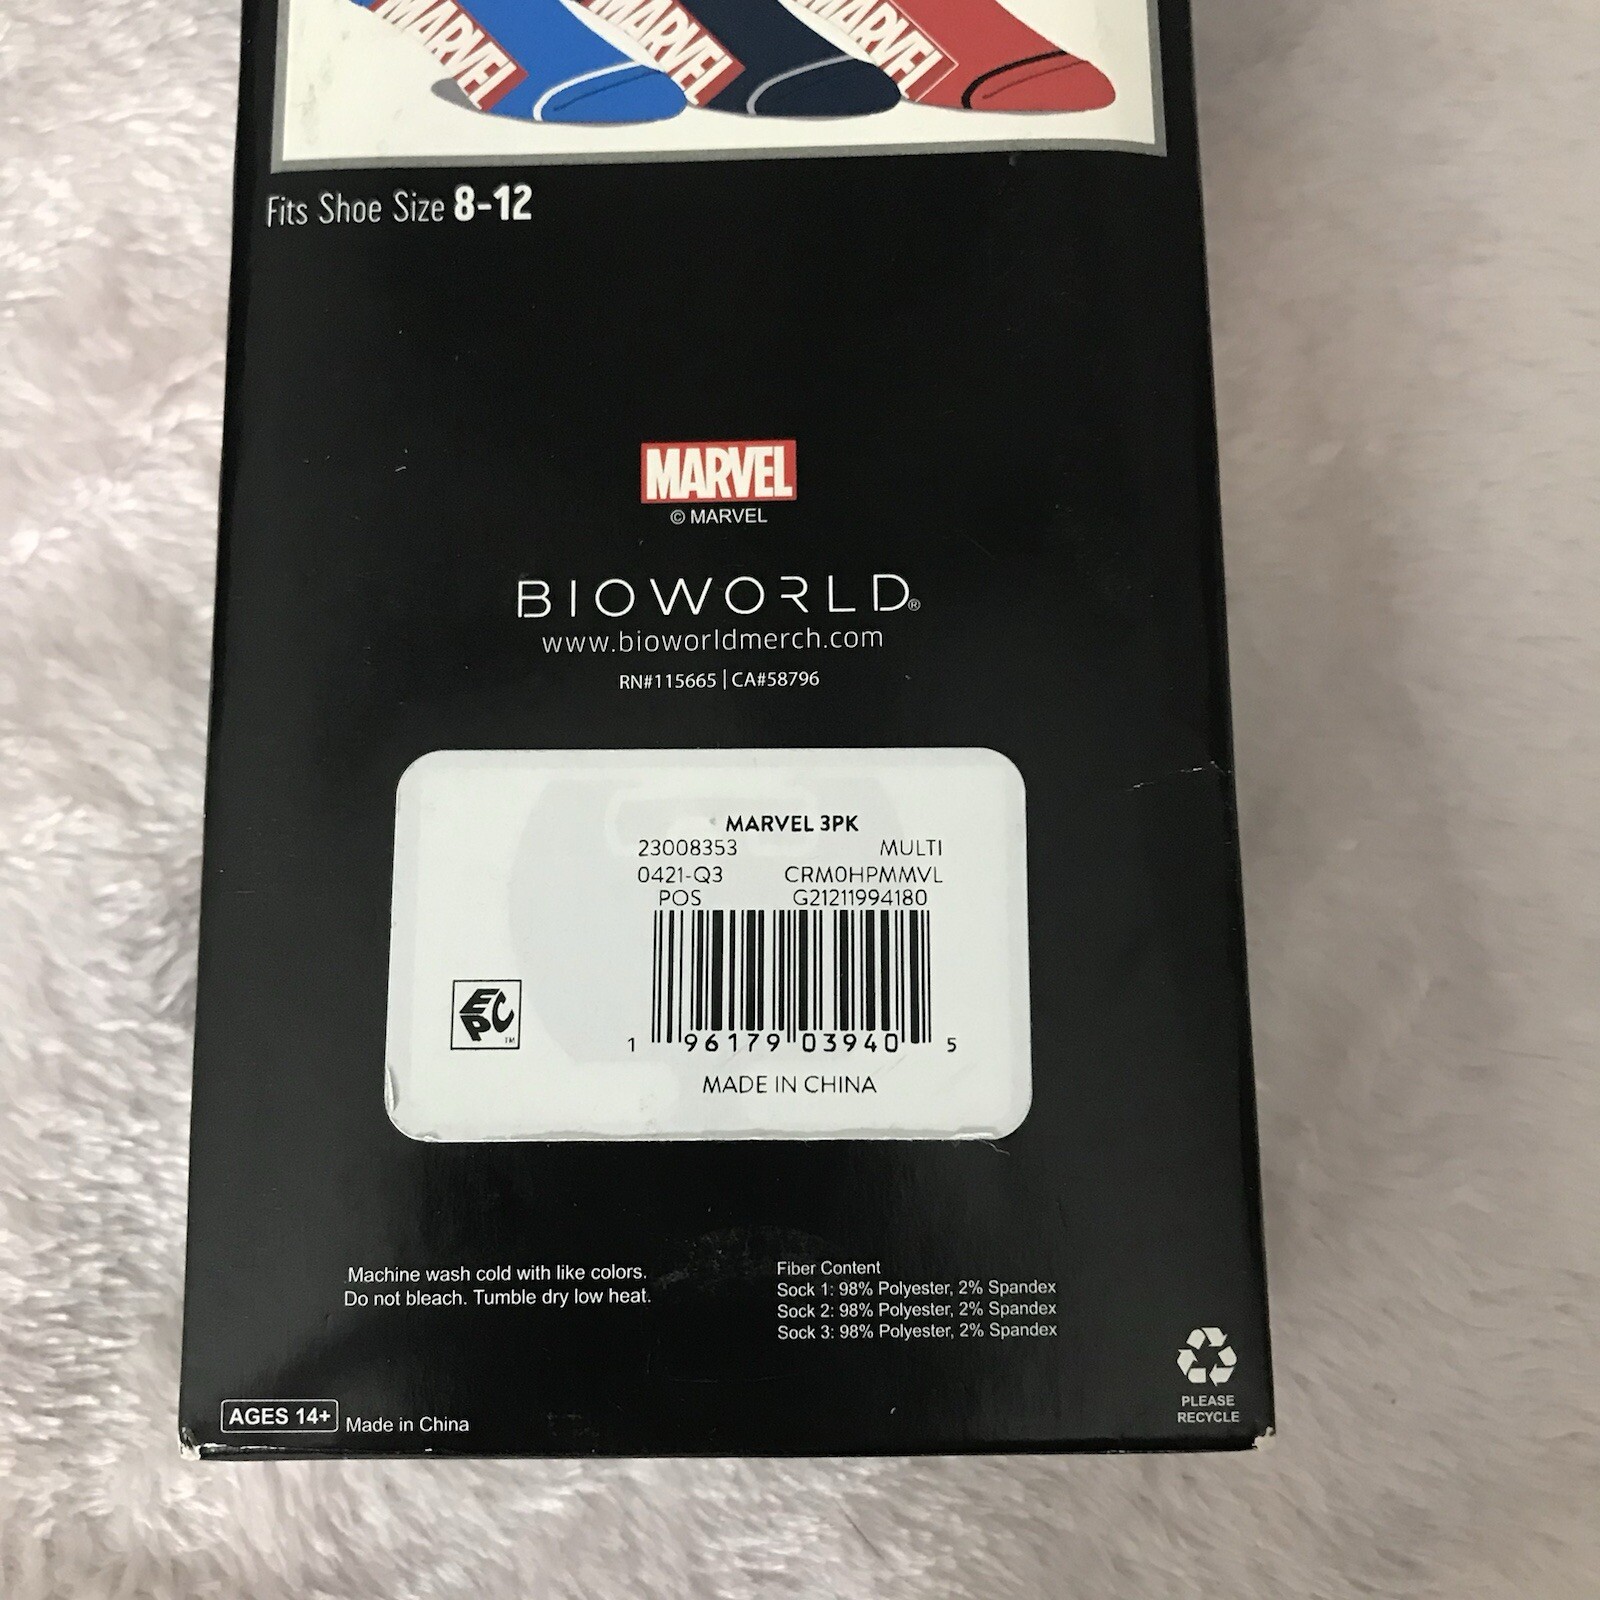 MARVEL MARVEL MARVEL
Fits Shoe Size 8-12
MARVEL
© MARVEL
BIOWORLD®
www.bioworldmerch.com
RN#115665 | CA#58796
MARVEL 3PK
23008353 MULTI
0421-Q3 CRM0HPMMVL
POS G21211994180
EPC™
1 96179 03940 5
MADE IN CHINA
Machine wash cold with like colors.
Do not bleach. Tumble dry low heat.
Fiber Content
Sock 1: 98% Polyester, 2% Spandex
Sock 2: 98% Polyester, 2% Spandex
Sock 3: 98% Polyester, 2% Spandex
PLEASE
RECYCLE
AGES 14+ Made in China